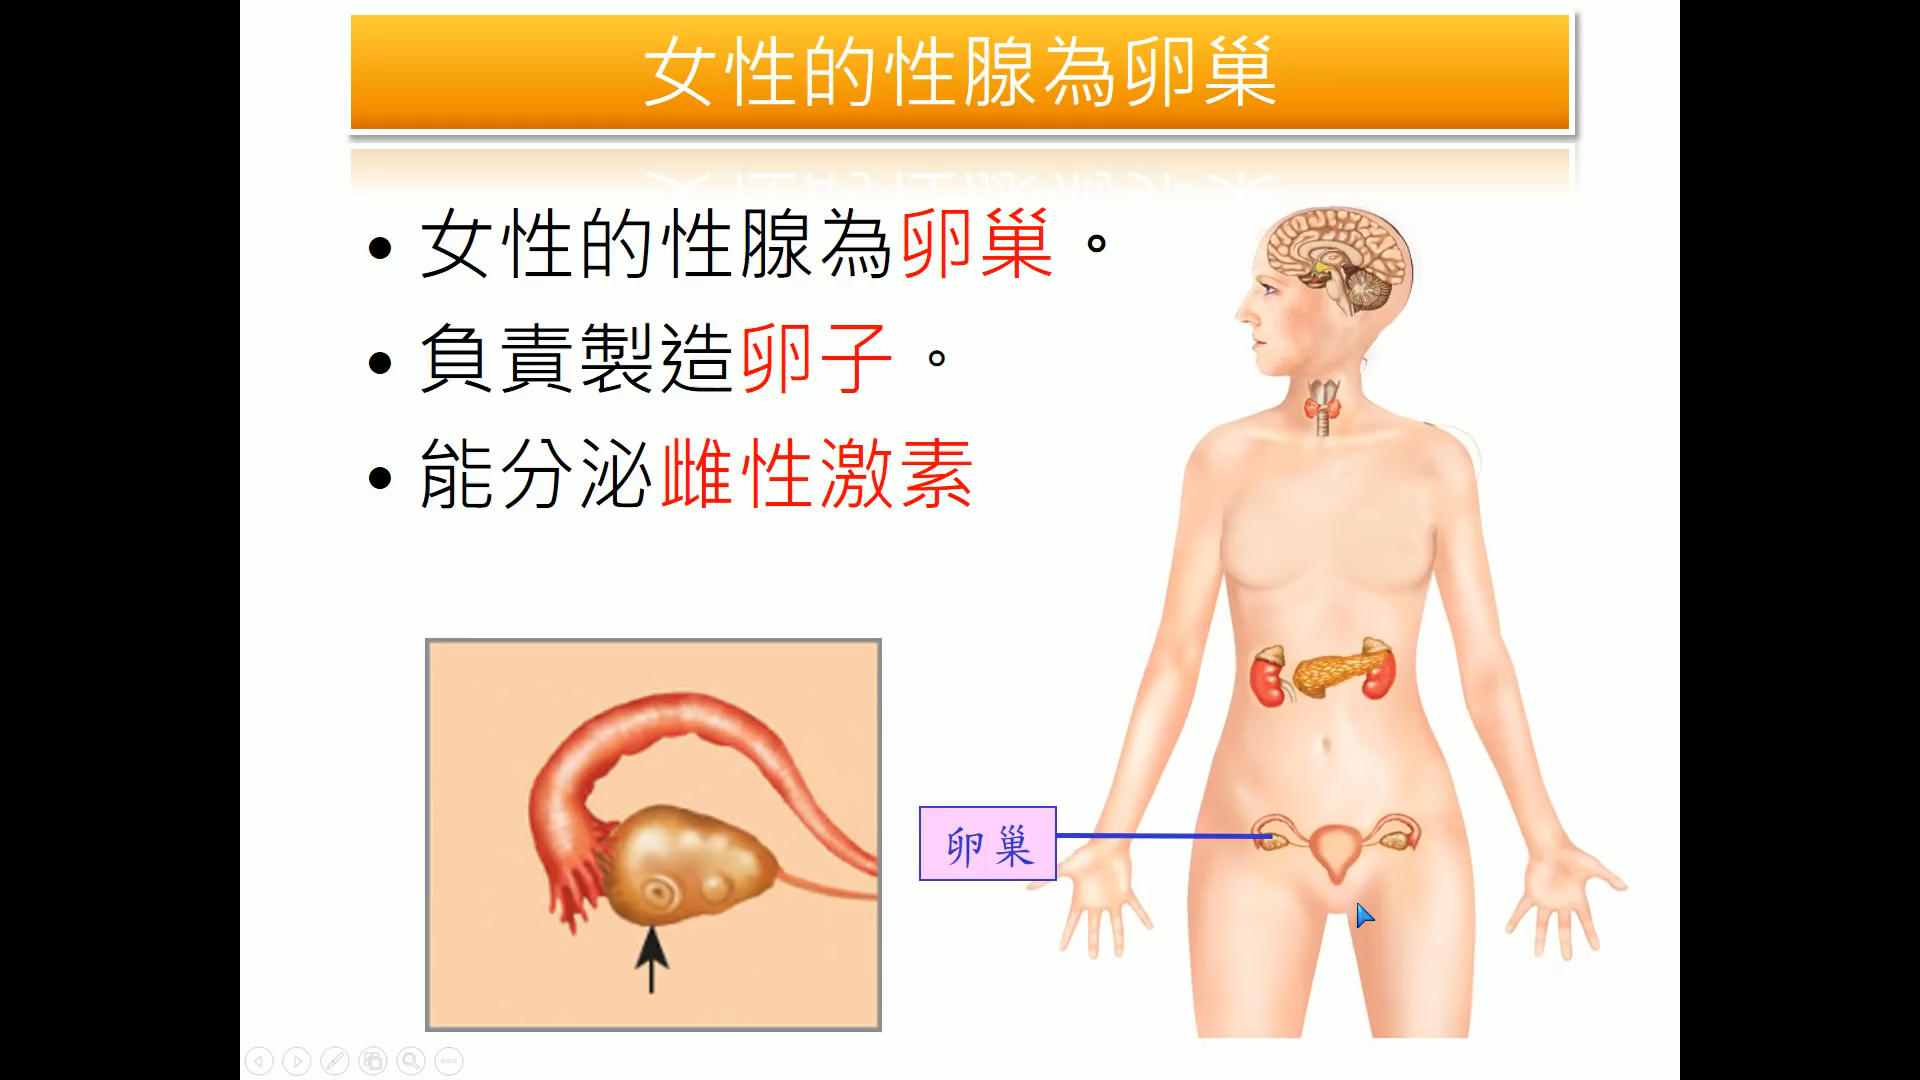 女性的性腺為卵巢
• 女性的性腺為卵巢。
• 負責製造卵子。
• 能分泌雌性激素
卵巢